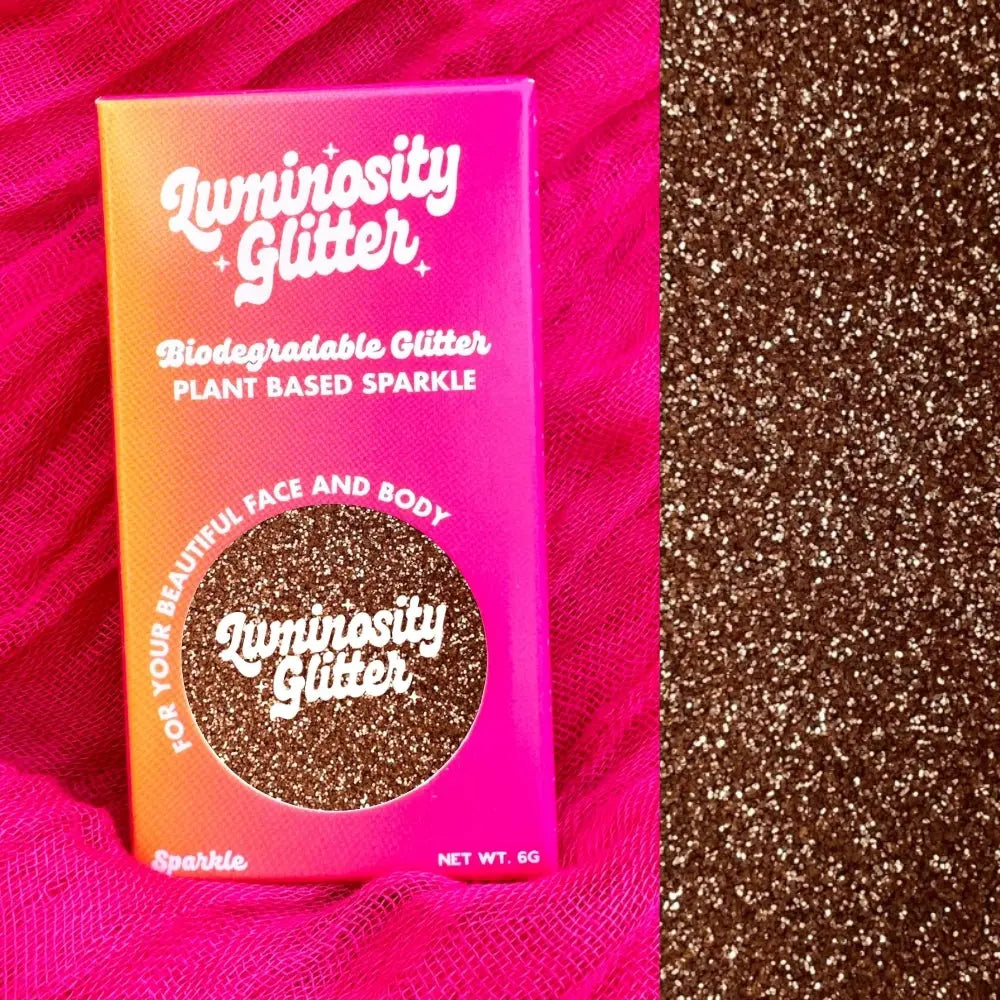 Luminosity
Glitter
Biodegradable Glitter
PLANT BASED SPARKLE
FOR YOUR BEAUTIFUL FACE AND BODY
Luminosity
Glitter
Sparkle
NET WT. 6G